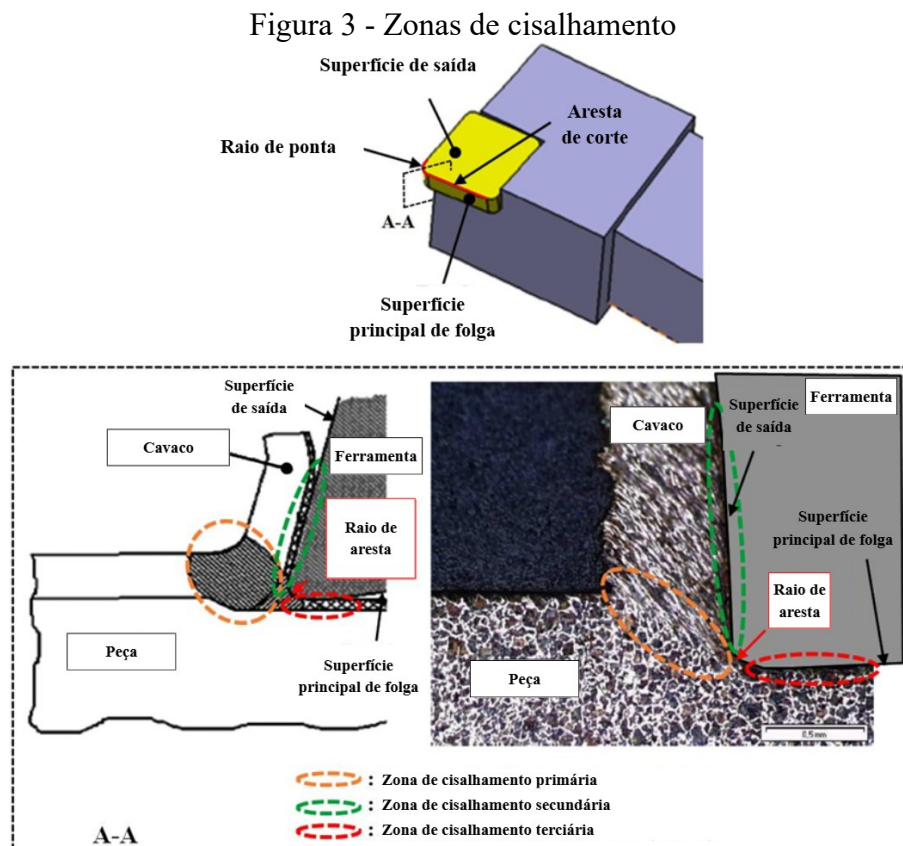 Figura 3 - Zonas de cisalhamento
Superfície de saída
Aresta
de corte
Raio de ponta
A-A
Superfície
principal de folga
Superfície
de saída
Cavaco
Ferramenta
Raio de
aresta
Peça
Superfície
principal de folga
Cavaco
Ferramenta
Superfície
de saída
Superfície principal
de folga
Raio de
aresta
Peça
0,5 mm
: Zona de cisalhamento primária
: Zona de cisalhamento secundária
: Zona de cisalhamento terciária
A-A